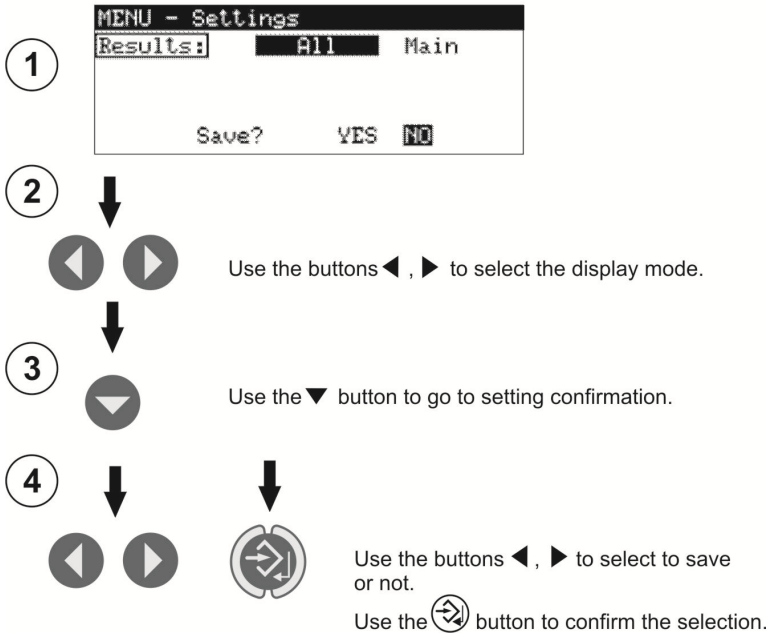 MENU - Settings
1
Results: All Main
Save? YES NO
2
Use the buttons ◀ , ▶ to select the display mode.
3
Use the ▼ button to go to setting confirmation.
4
Use the buttons ◀ , ▶ to select to save
or not.
Use the button to confirm the selection.